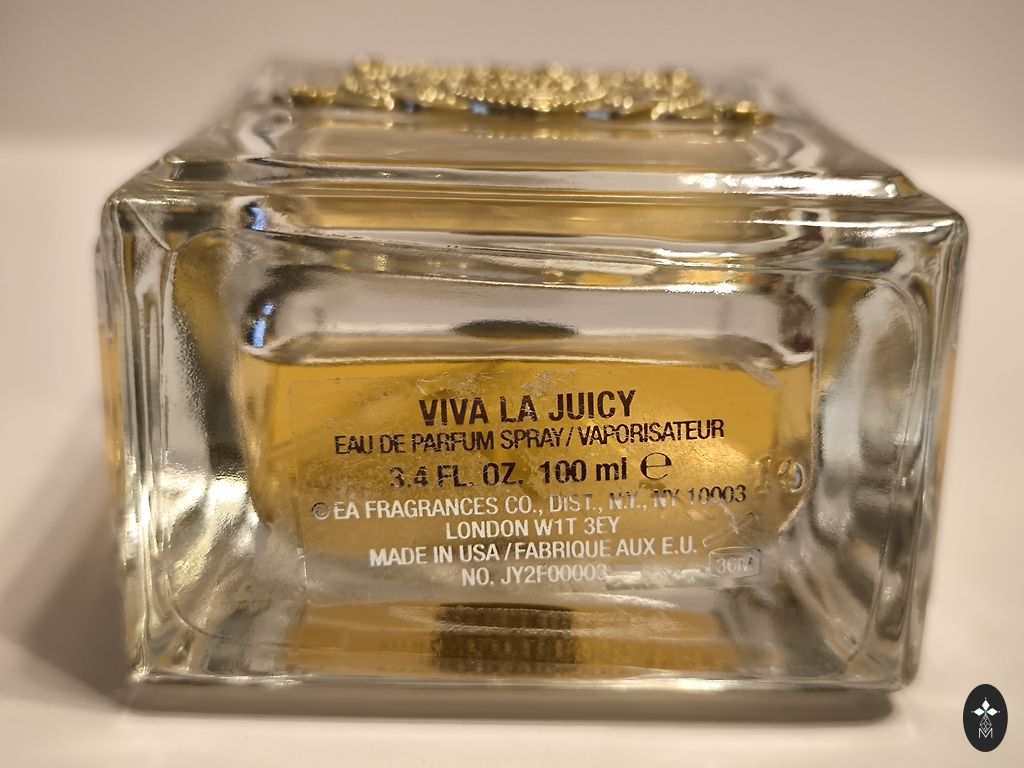 VIVA LA JUICY
EAU DE PARFUM SPRAY/VAPORISATEUR
3.4 FL. OZ. 100 ml ℮
© EA FRAGRANCES CO., DIST., N.Y., NY 10003
LONDON W1T 3EY
MADE IN USA/FABRIQUE AUX E.U.
NO. JY2F00003
36M
M